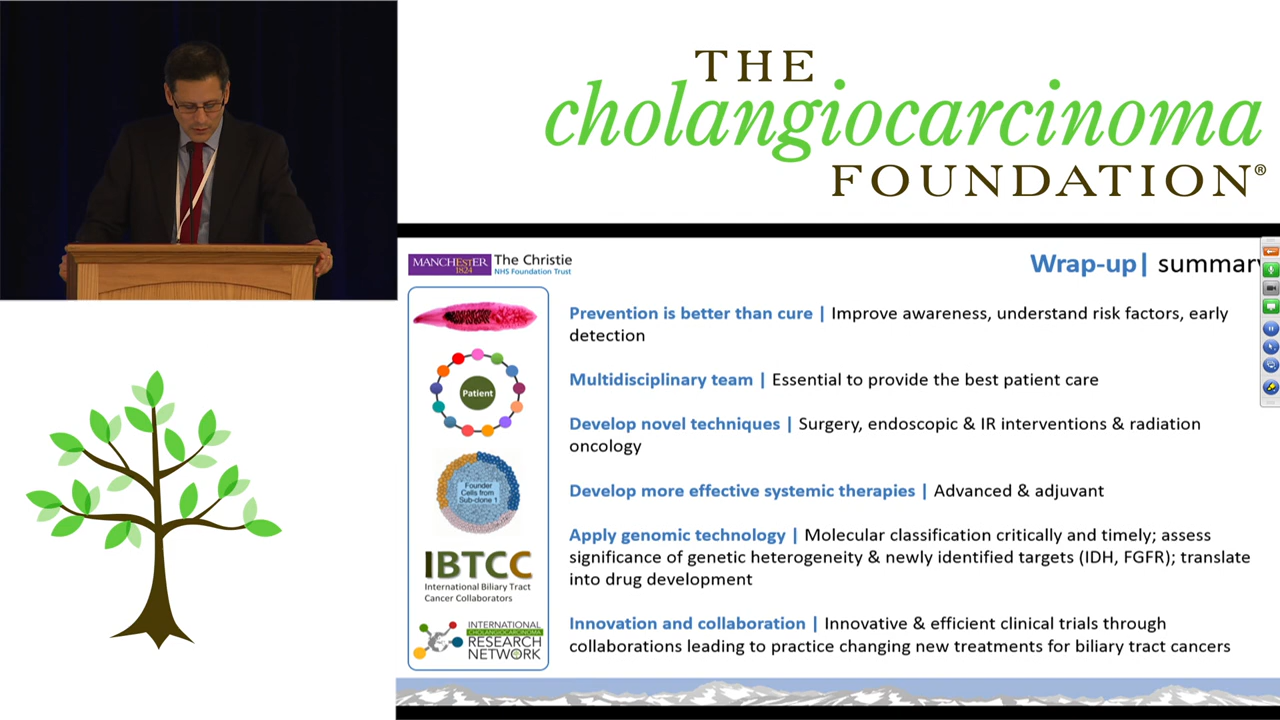 THE
cholangiocarcinoma
FOUNDATION®
MANCHESTER
1824
The Christie
NHS Foundation Trust
Wrap-up| summary
Prevention is better than cure | Improve awareness, understand risk factors, early
detection
Patient
Multidisciplinary team | Essential to provide the best patient care
Develop novel techniques | Surgery, endoscopic & IR interventions & radiation
oncology
Founder
Cells from
Sub-clone 1
Develop more effective systemic therapies | Advanced & adjuvant
Apply genomic technology | Molecular classification critically and timely; assess
significance of genetic heterogeneity & newly identified targets (IDH, FGFR); translate
into drug development
IBTCC
International Biliary Tract
Cancer Collaborators
Innovation and collaboration | Innovative & efficient clinical trials through
collaborations leading to practice changing new treatments for biliary tract cancers
INTERNATIONAL
CHOLANGIOCARCINOMA
RESEARCH
NETWORK